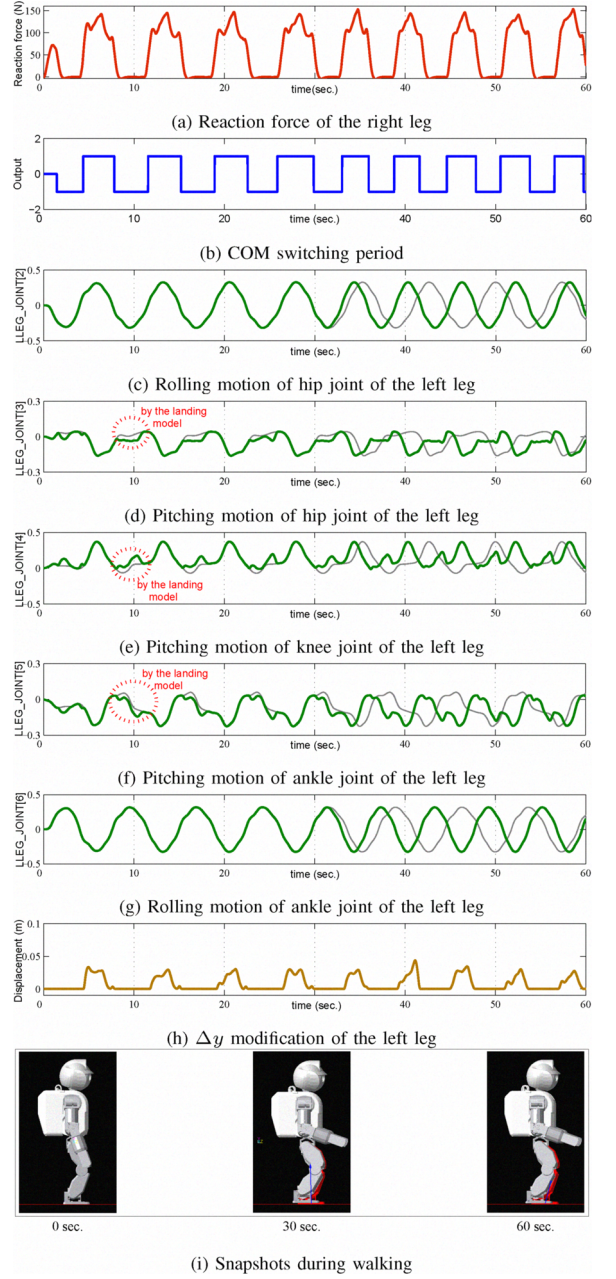 Reaction force (N)
150
100
50
0
0 10 20 30 40 50 60
time(sec.)
(a) Reaction force of the right leg
Output
2
0
−2
0 10 20 30 40 50 60
time (sec.)
(b) COM switching period
LLEG_JOINT[2]
0.5
0
-0.5
0 10 20 30 40 50 60
time (sec.)
(c) Rolling motion of hip joint of the left leg
LLEG_JOINT[3]
0.3
0
-0.3
by the landing
model
0 10 20 30 40 50 60
time (sec.)
(d) Pitching motion of hip joint of the left leg
LLEG_JOINT[4]
0.5
0
-0.5
by the landing
model
0 10 20 30 40 50 60
time (sec.)
(e) Pitching motion of knee joint of the left leg
LLEG_JOINT[5]
0.3
0
-0.3
by the landing
model
0 10 20 30 40 50 60
time (sec.)
(f) Pitching motion of ankle joint of the left leg
LLEG_JOINT[6]
0.5
0
-0.5
0 10 20 30 40 50 60
time (sec.)
(g) Rolling motion of ankle joint of the left leg
Displacement (m)
0.1
0.05
0
0 10 20 30 40 50 60
time (sec.)
(h) Δy modification of the left leg
0 sec. 30 sec. 60 sec.
(i) Snapshots during walking